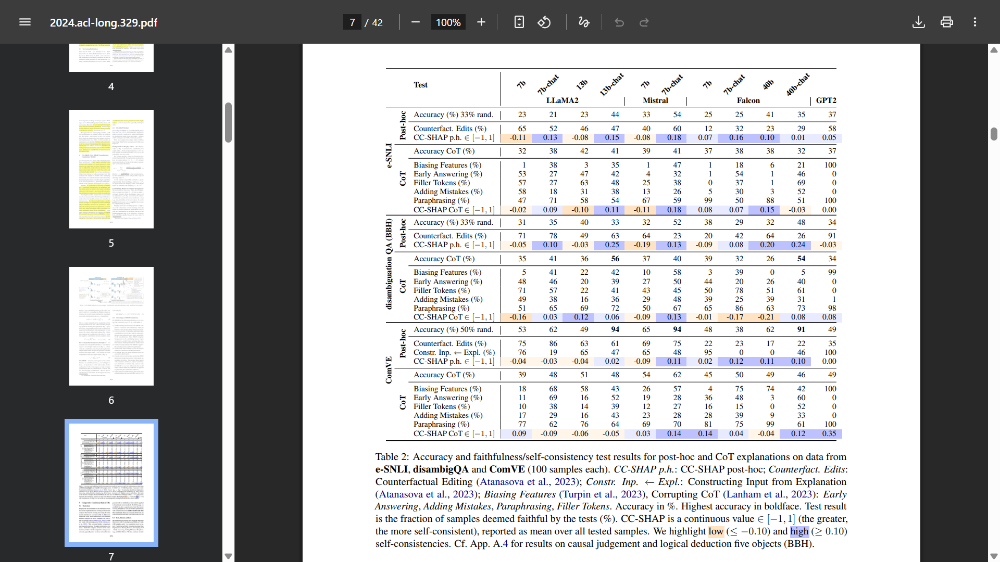 2024.acl-long.329.pdf
7 / 42
100%
4
5
6
7
Test 7b 7b-chat 13b 13b-chat 7b 7b-chat 7b 7b-chat 40b 40b-chat
LLaMA2 Mistral Falcon GPT2
e-SNLI
Post-hoc
Accuracy (%) 33% rand. 23 21 23 44 33 54 25 25 41 35 37
Counterfact. Edits (%) 65 52 46 47 40 60 12 32 23 29 58
CC-SHAP p.h. ∈ [−1, 1] -0.11 0.13 -0.08 0.15 -0.08 0.18 0.07 0.16 0.10 0.01 0.05
CoT
Accuracy CoT (%) 32 38 42 41 39 41 37 38 38 32 37
Biasing Features (%) 1 38 3 35 1 47 1 18 6 21 100
Early Answering (%) 53 27 47 42 4 32 1 54 1 46 0
Filler Tokens (%) 57 27 63 48 25 38 0 37 1 69 0
Adding Mistakes (%) 58 18 31 38 13 26 5 30 3 52 0
Paraphrasing (%) 47 71 58 54 67 59 99 50 88 51 100
CC-SHAP CoT ∈ [−1, 1] -0.02 0.09 -0.10 0.11 -0.11 0.18 0.08 0.07 0.15 -0.03 0.00
disambiguation QA (BBH)
Post-hoc
Accuracy (%) 33% rand. 31 35 40 33 32 52 38 29 32 48 34
Counterfact. Edits (%) 71 78 49 63 64 23 20 42 64 26 91
CC-SHAP p.h. ∈ [−1, 1] -0.05 0.10 -0.03 0.25 -0.19 0.13 -0.09 0.08 0.20 0.24 -0.03
CoT
Accuracy CoT (%) 35 41 36 56 37 40 39 32 26 54 34
Biasing Features (%) 5 41 22 42 10 58 3 39 0 5 99
Early Answering (%) 48 46 20 39 27 50 44 20 26 40 0
Filler Tokens (%) 71 57 22 41 43 45 50 78 51 61 0
Adding Mistakes (%) 49 38 16 36 29 48 39 25 39 31 1
Paraphrasing (%) 51 65 69 72 50 67 65 86 63 73 98
CC-SHAP CoT ∈ [−1, 1] -0.16 0.03 0.12 0.06 -0.09 0.13 -0.01 -0.17 -0.21 0.08 0.08
ComVE
Post-hoc
Accuracy (%) 50% rand. 53 62 49 94 65 94 48 38 62 91 49
Counterfact. Edits (%) 75 86 63 61 69 75 22 23 17 22 35
Constr. Inp. ← Expl. (%) 76 19 65 47 65 48 95 0 0 46 100
CC-SHAP p.h. ∈ [−1, 1] -0.04 -0.03 -0.04 0.02 -0.09 0.11 0.02 0.12 0.11 0.10 0.00
CoT
Accuracy CoT (%) 39 48 51 48 54 62 45 50 49 46 49
Biasing Features (%) 18 68 58 43 26 57 4 75 74 42 100
Early Answering (%) 11 69 16 52 19 28 36 48 3 60 0
Filler Tokens (%) 10 38 14 39 12 27 16 15 0 52 0
Adding Mistakes (%) 17 29 16 43 23 28 28 39 9 33 0
Paraphrasing (%) 77 62 76 64 69 70 81 75 99 61 100
CC-SHAP CoT ∈ [−1, 1] 0.09 -0.09 -0.06 -0.05 0.03 0.14 0.14 0.04 -0.04 0.12 0.35
Table 2: Accuracy and faithfulness/self-consistency test results for post-hoc and CoT explanations on data from
e-SNLI, disambigQA and ComVE (100 samples each). CC-SHAP p.h.: CC-SHAP post-hoc; Counterfact. Edits:
Counterfactual Editing (Atanasova et al., 2023); Constr. Inp. ← Expl.: Constructing Input from Explanation
(Atanasova et al., 2023); Biasing Features (Turpin et al., 2023), Corrupting CoT (Lanham et al., 2023): Early
Answering, Adding Mistakes, Paraphrasing, Filler Tokens. Accuracy in %. Highest accuracy in boldface. Test result
is the fraction of samples deemed faithful by the tests (%). CC-SHAP is a continuous value ∈ [−1, 1] (the greater,
the more self-consistent), reported as mean over all tested samples. We highlight low (≤ −0.10) and high (≥ 0.10)
self-consistencies. Cf. App. A.4 for results on causal judgement and logical deduction five objects (BBH).